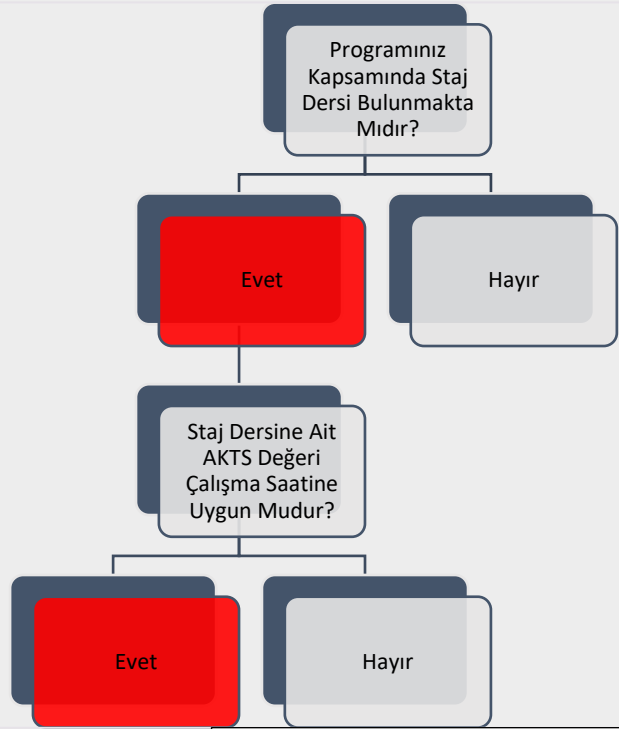 Programınız
Kapsamında Staj
Dersi Bulunmakta
Mıdır?
Evet
Hayır
Staj Dersine Ait
AKTS Değeri
Çalışma Saatine
Uygun Mudur?
Evet
Hayır